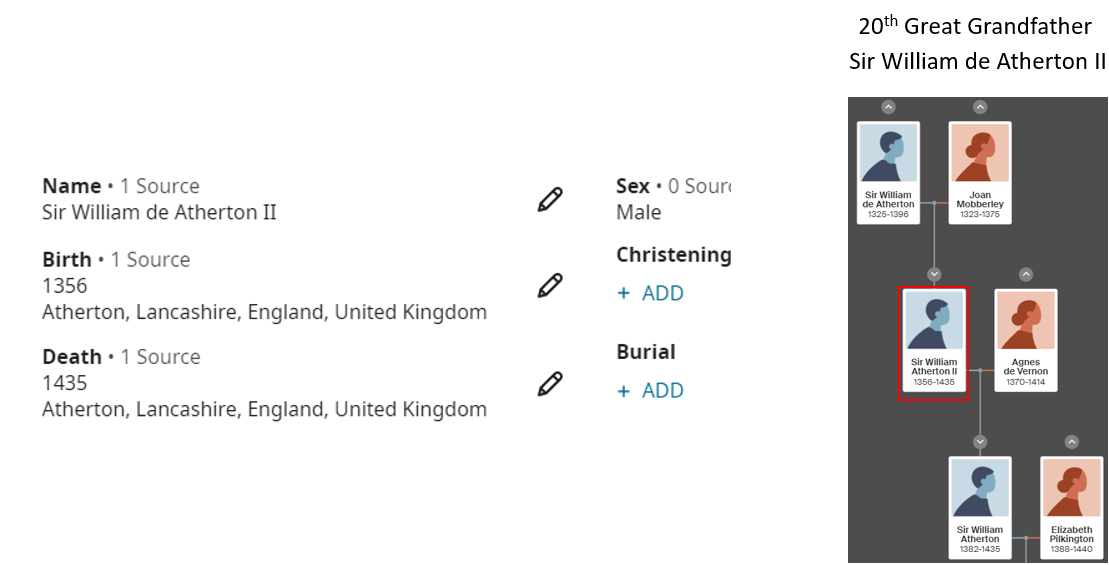 20th Great Grandfather
Sir William de Atherton II
Name • 1 Source
Sir William de Atherton II
Birth • 1 Source
1356
Atherton, Lancashire, England, United Kingdom
Death • 1 Source
1435
Atherton, Lancashire, England, United Kingdom
Sex • 0 Sourc
Male
Christening
+ ADD
Burial
+ ADD
Sir William
de Atherton
1325-1396
Joan
Mobberley
1323-1375
Sir William
Atherton II
1356-1435
Agnes
de Vernon
1370-1414
Sir William
Atherton
1382-1435
Elizabeth
Pilkington
1388-1440